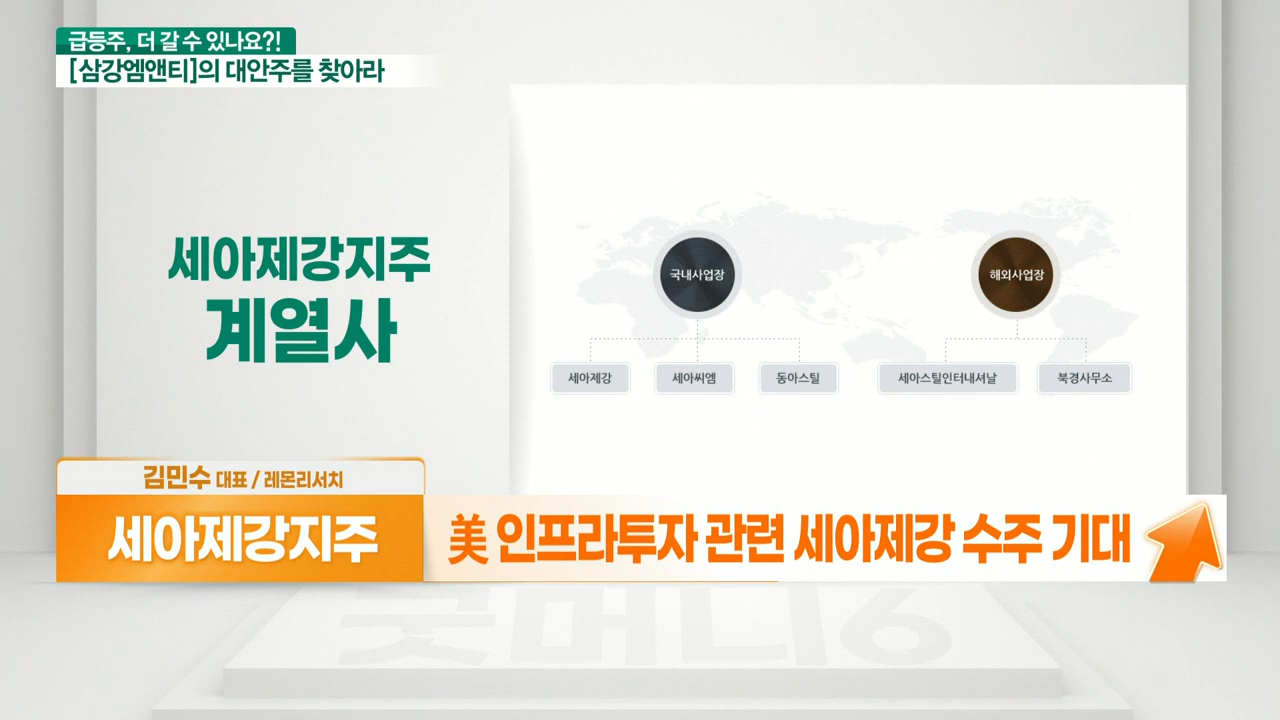 급등주, 더 갈 수 있나요?!
[삼강엠앤티]의 대안주를 찾아라
세아제강지주
계열사
국내사업장
해외사업장
세아제강
세아씨엠
동아스틸
세아스틸인터내셔날
북경사무소
김민수 대표 / 레몬리서치
세아제강지주
美 인프라투자 관련 세아제강 수주 기대
굿머니6